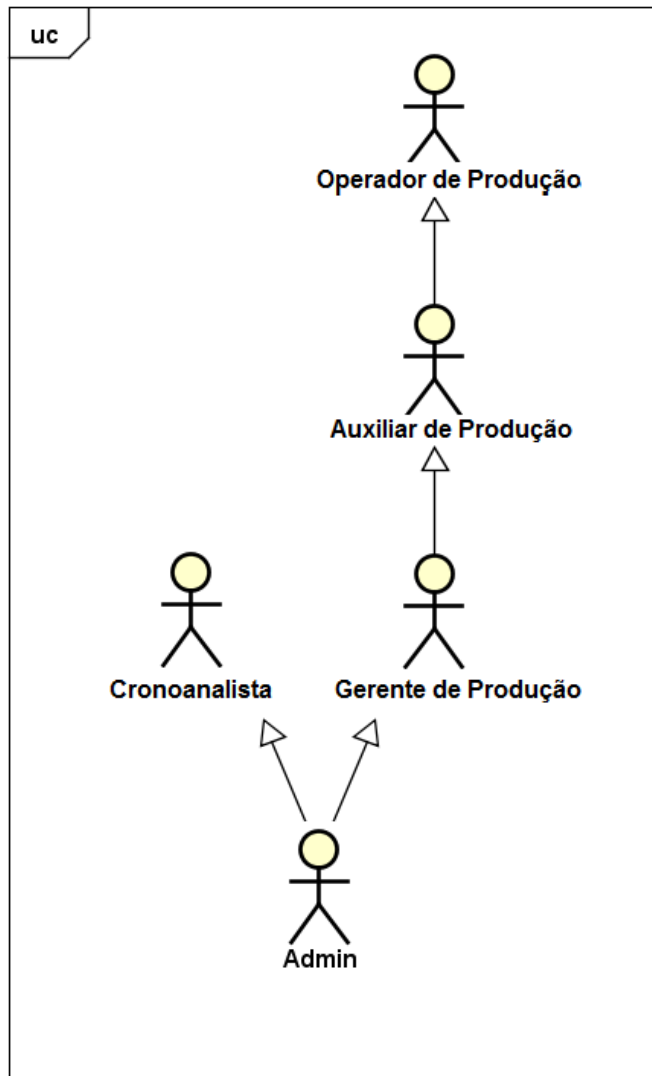 uc
Operador de Produção
Auxiliar de Produção
Cronoanalista
Gerente de Produção
Admin